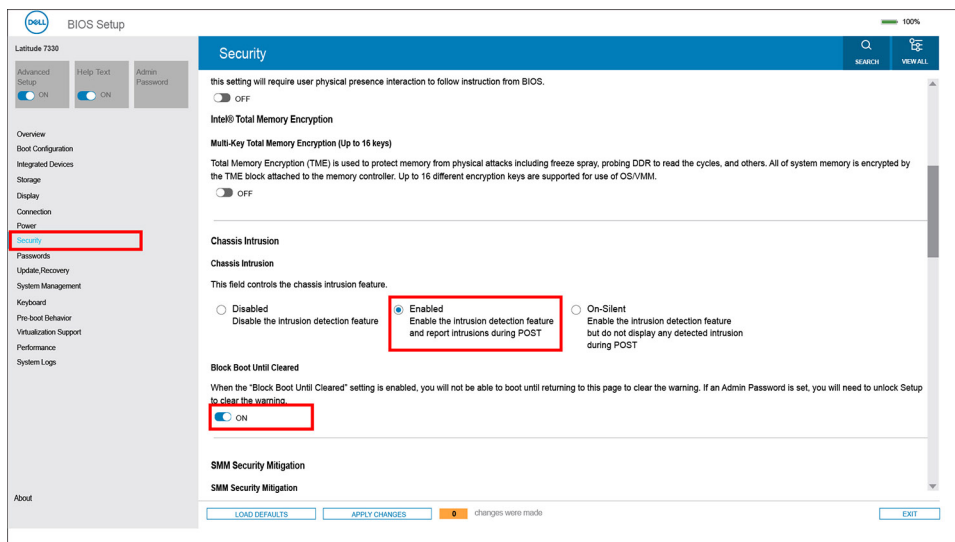 DELL
BIOS Setup
100%
Latitude 7330
Advanced
Setup
ON
Help Text
ON
Admin
Password
Overview
Boot Configuration
Integrated Devices
Storage
Display
Connection
Power
Security
Passwords
Update,Recovery
System Management
Keyboard
Pre-boot Behavior
Virtualization Support
Performance
System Logs
About
Security
SEARCH
VIEW ALL
this setting will require user physical presence interaction to follow instruction from BIOS.
OFF
Intel® Total Memory Encryption
Multi-Key Total Memory Encryption (Up to 16 keys)
Total Memory Encryption (TME) is used to protect memory from physical attacks including freeze spray, probing DDR to read the cycles, and others. All of system memory is encrypted by
the TME block attached to the memory controller. Up to 16 different encryption keys are supported for use of OS/VMM.
OFF
Chassis Intrusion
Chassis Intrusion
This field controls the chassis intrusion feature.
Disabled
Disable the intrusion detection feature
Enabled
Enable the intrusion detection feature
and report intrusions during POST
On-Silent
Enable the intrusion detection feature
but do not display any detected intrusion
during POST
Block Boot Until Cleared
When the "Block Boot Until Cleared" setting is enabled, you will not be able to boot until returning to this page to clear the warning. If an Admin Password is set, you will need to unlock Setup
to clear the warning.
ON
SMM Security Mitigation
SMM Security Mitigation
LOAD DEFAULTS
APPLY CHANGES
0 changes were made
EXIT